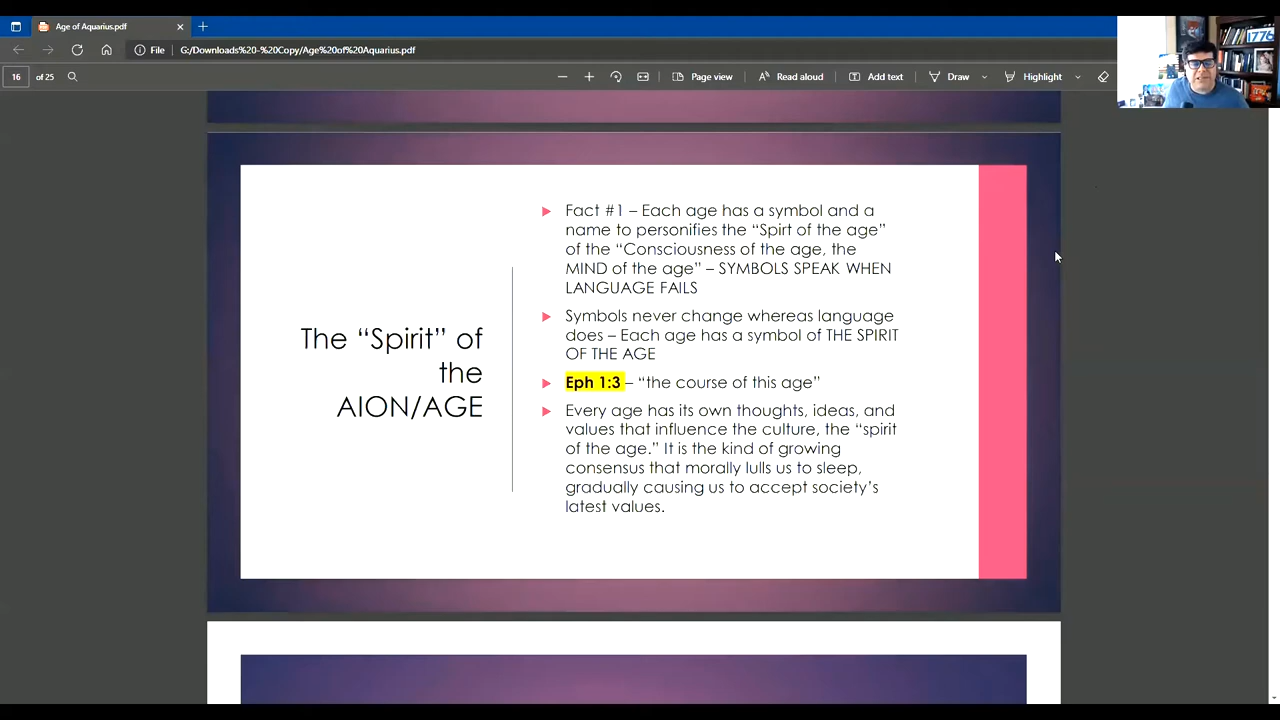 Age of Aquarius.pdf
File
G:/Downloads%20-%20Copy/Age%20of%20Aquarius.pdf
16 of 25
Page view
Read aloud
Add text
Draw
Highlight
1776
The “Spirit” of
the
AION/AGE
Fact #1 – Each age has a symbol and a
name to personifies the “Spirt of the age”
of the “Consciousness of the age, the
MIND of the age” – SYMBOLS SPEAK WHEN
LANGUAGE FAILS
Symbols never change whereas language
does – Each age has a symbol of THE SPIRIT
OF THE AGE
Eph 1:3 – “the course of this age”
Every age has its own thoughts, ideas, and
values that influence the culture, the “spirit
of the age.” It is the kind of growing
consensus that morally lulls us to sleep,
gradually causing us to accept society’s
latest values.